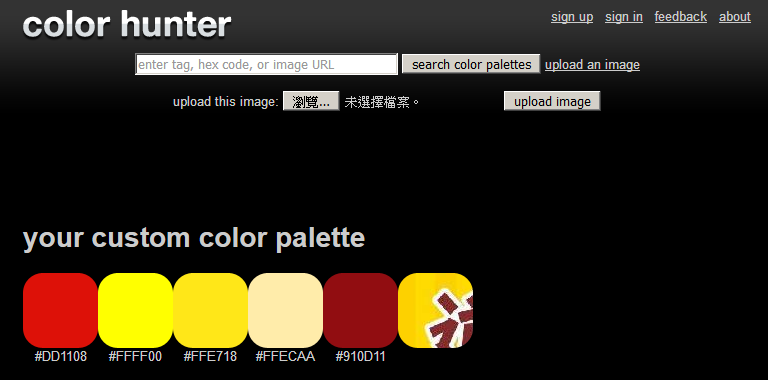 color hunter
sign up sign in feedback about
enter tag, hex code, or image URL search color palettes upload an image
upload this image: 瀏覽... 未選擇檔案。 upload image
your custom color palette
#DD1108 #FFFF00 #FFE718 #FFECAA #910D11